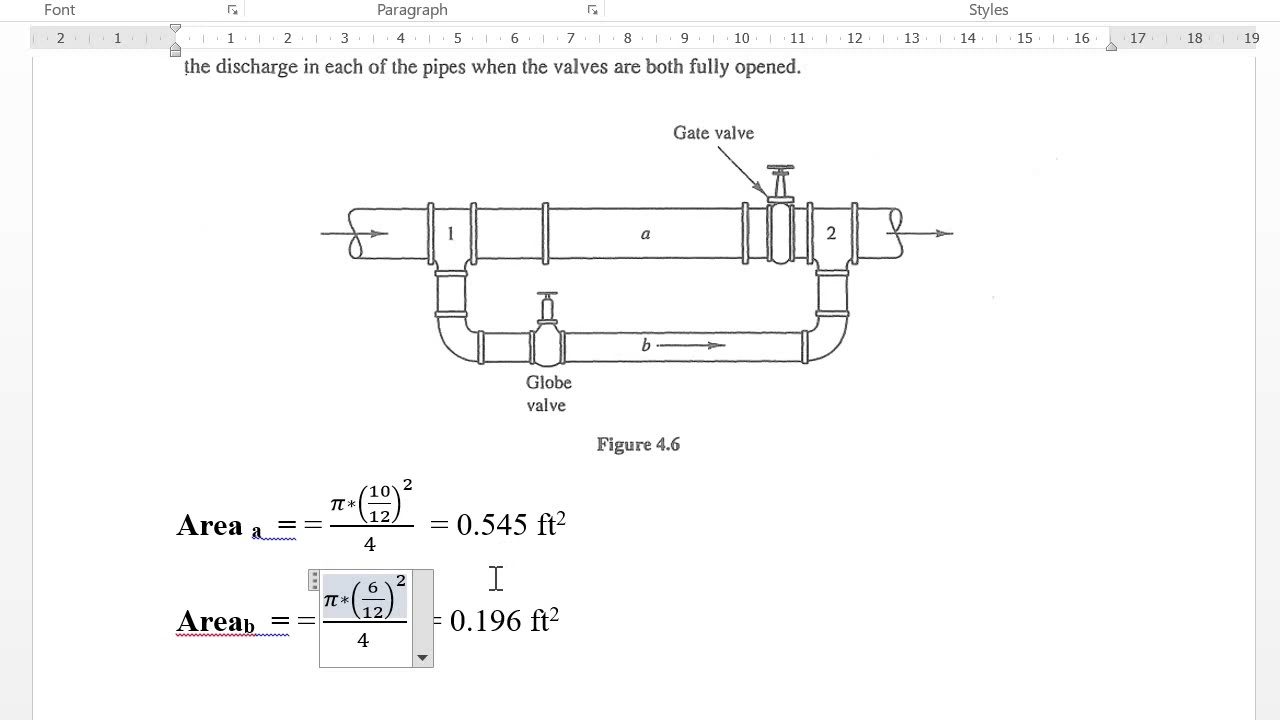 Font Paragraph Styles
2 1 1 2 3 4 5 6 7 8 9 10 11 12 13 14 15 16 17 18 19
the discharge in each of the pipes when the valves are both fully opened.
Gate valve
1 a 2
b
Globe
valve
Figure 4.6
Area a = = π*(10/12)^2/4 = 0.545 ft²
Areab = = π*(6/12)^2/4 = 0.196 ft²